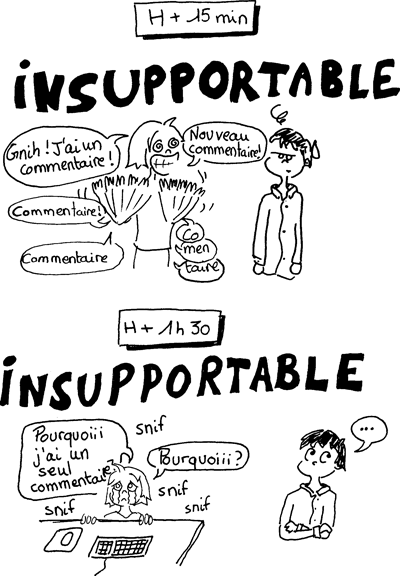 H + 15 min
INSUPPORTABLE
Gnih ! J'ai un
commentaire !
Nouveau
commentaire!
Commentaire!
Co
men
taire
Commentaire
H + 1h 30
INSUPPORTABLE
Pourquoiii
j'ai un
seul
commentaire
snif
Pourquoiii?
snif
snif
snif
...